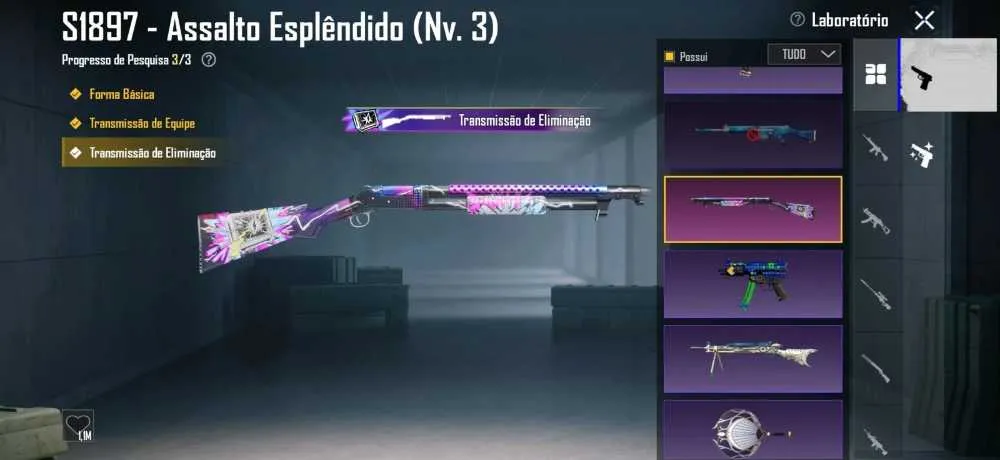 S1897 - Assalto Esplêndido (Nv. 3)
Laboratório
Progresso de Pesquisa 3/3
Possui
TUDO
Forma Básica
Transmissão de Equipe
Transmissão de Eliminação
Transmissão de Eliminação
1,1M